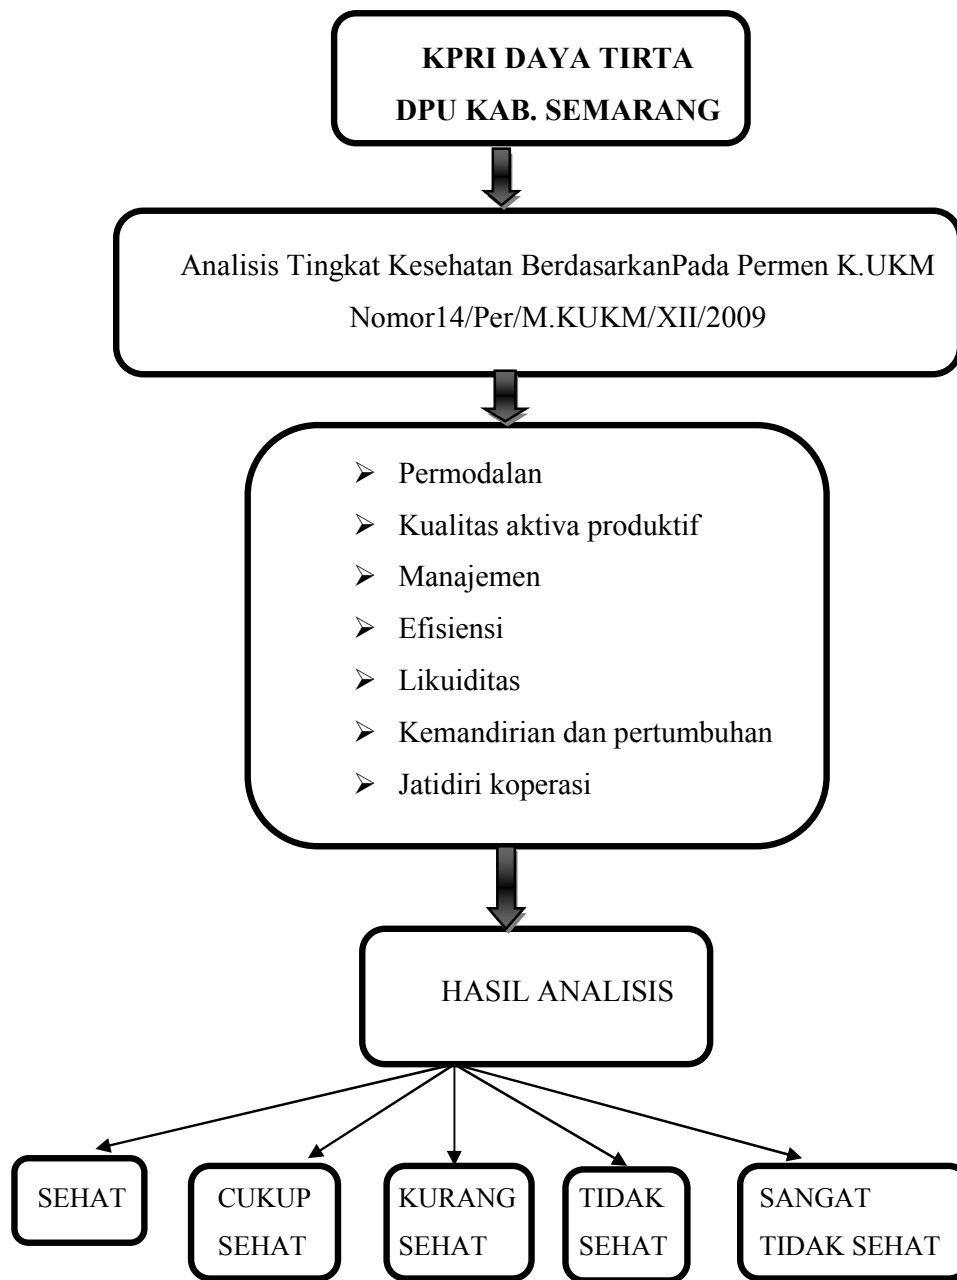 KPRI DAYA TIRTA
DPU KAB. SEMARANG
Analisis Tingkat Kesehatan BerdasarkanPada Permen K.UKM
Nomor14/Per/M.KUKM/XII/2009
➢ Permodalan
➢ Kualitas aktiva produktif
➢ Manajemen
➢ Efisiensi
➢ Likuiditas
➢ Kemandirian dan pertumbuhan
➢ Jatidiri koperasi
HASIL ANALISIS
SEHAT
CUKUP
SEHAT
KURANG
SEHAT
TIDAK
SEHAT
SANGAT
TIDAK SEHAT